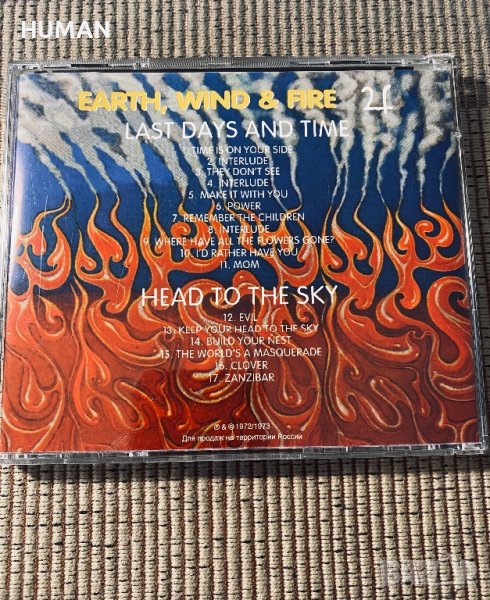 HUMAN
EARTH, WIND & FIRE
LAST DAYS AND TIME
1. TIME IS ON YOUR SIDE
2. INTERLUDE
3. THEY DON'T SEE
4. INTERLUDE
5. MAKE IT WITH YOU
6. POWER
7. REMEMBER THE CHILDREN
8. INTERLUDE
9. WHERE HAVE ALL THE FLOWERS GONE?
10. I'D RATHER HAVE YOU
11. MOM
HEAD TO THE SKY
12. EVIL
13. KEEP YOUR HEAD TO THE SKY
14. BUILD YOUR NEST
15. THE WORLD'S A MASQUERADE
16. CLOVER
17. ZANZIBAR
℗ & © 1972/1973
Для продаж на территории России